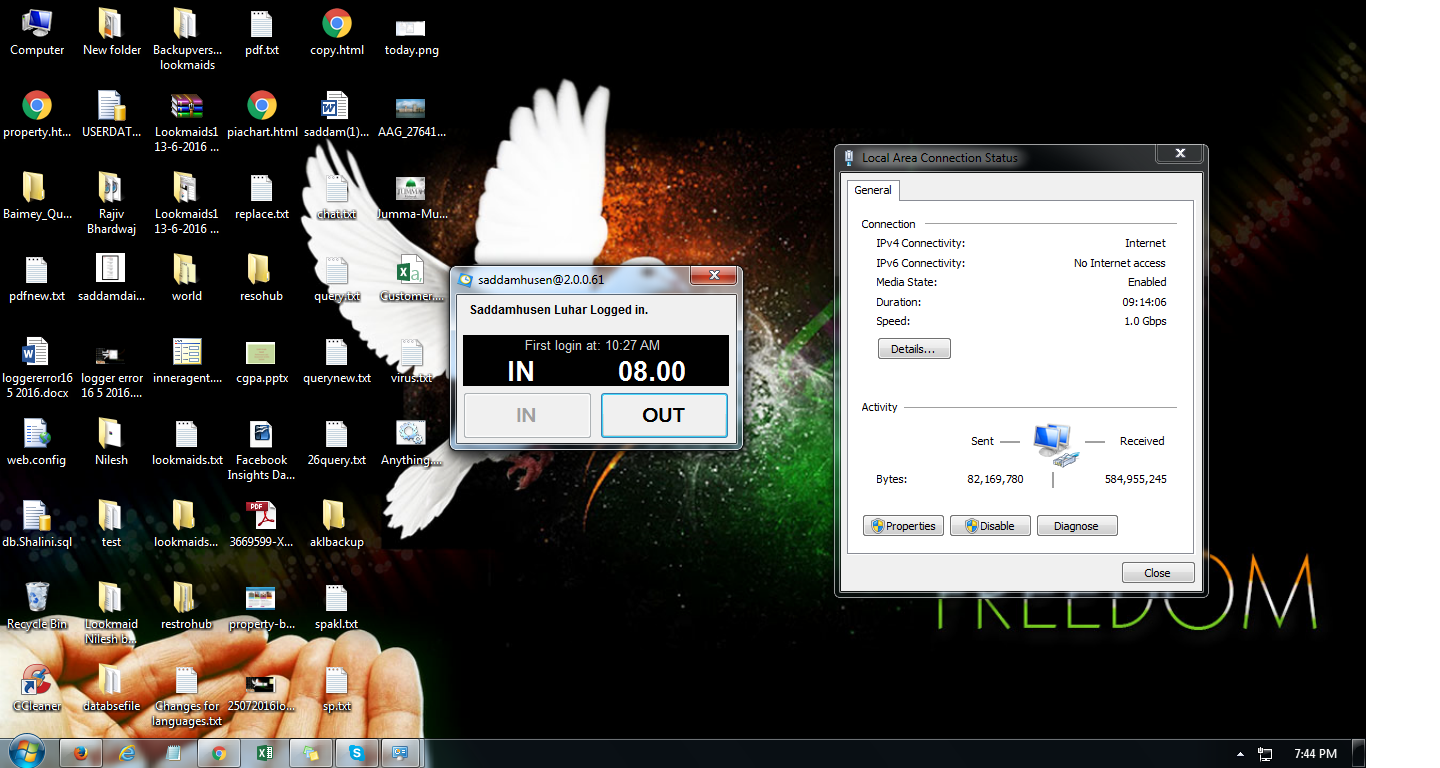 Computer
New folder
Backupvers...
lookmaids
pdf.txt
copy.html
today.png
property.ht...
USERDAT...
Lookmaids1
13-6-2016 ...
piachart.html
saddam(1)...
AAG_27641...
Baimey_Qu...
Rajiv
Bhardwaj
Lookmaids1
13-6-2016 ...
replace.txt
chat.txt
Jumma-Mu...
pdfnew.txt
saddamdai...
world
resohub
query.txt
Customer....
loggererror16
5 2016.docx
logger error
16 5 2016....
inneragent....
cgpa.pptx
querynew.txt
virus.txt
web.config
Nilesh
lookmaids.txt
Facebook
Insights Da...
26query.txt
Anything....
db.Shalini.sql
test
lookmaids...
3669599-X...
aklbackup
Recycle Bin
Lookmaid
Nilesh b...
restrohub
property-b...
spakl.txt
CCleaner
databsefile
Changes for
languages.txt
25072016lo...
sp.txt
saddamhusen@2.0.0.61
Saddamhusen Luhar Logged in.
First login at: 10:27 AM
IN 08.00
IN OUT
Local Area Connection Status
General
Connection
IPv4 Connectivity: Internet
IPv6 Connectivity: No Internet access
Media State: Enabled
Duration: 09:14:06
Speed: 1.0 Gbps
Details...
Activity
Sent Received
Bytes: 82,169,780 584,955,245
Properties Disable Diagnose
Close
FREEDOM
7:44 PM